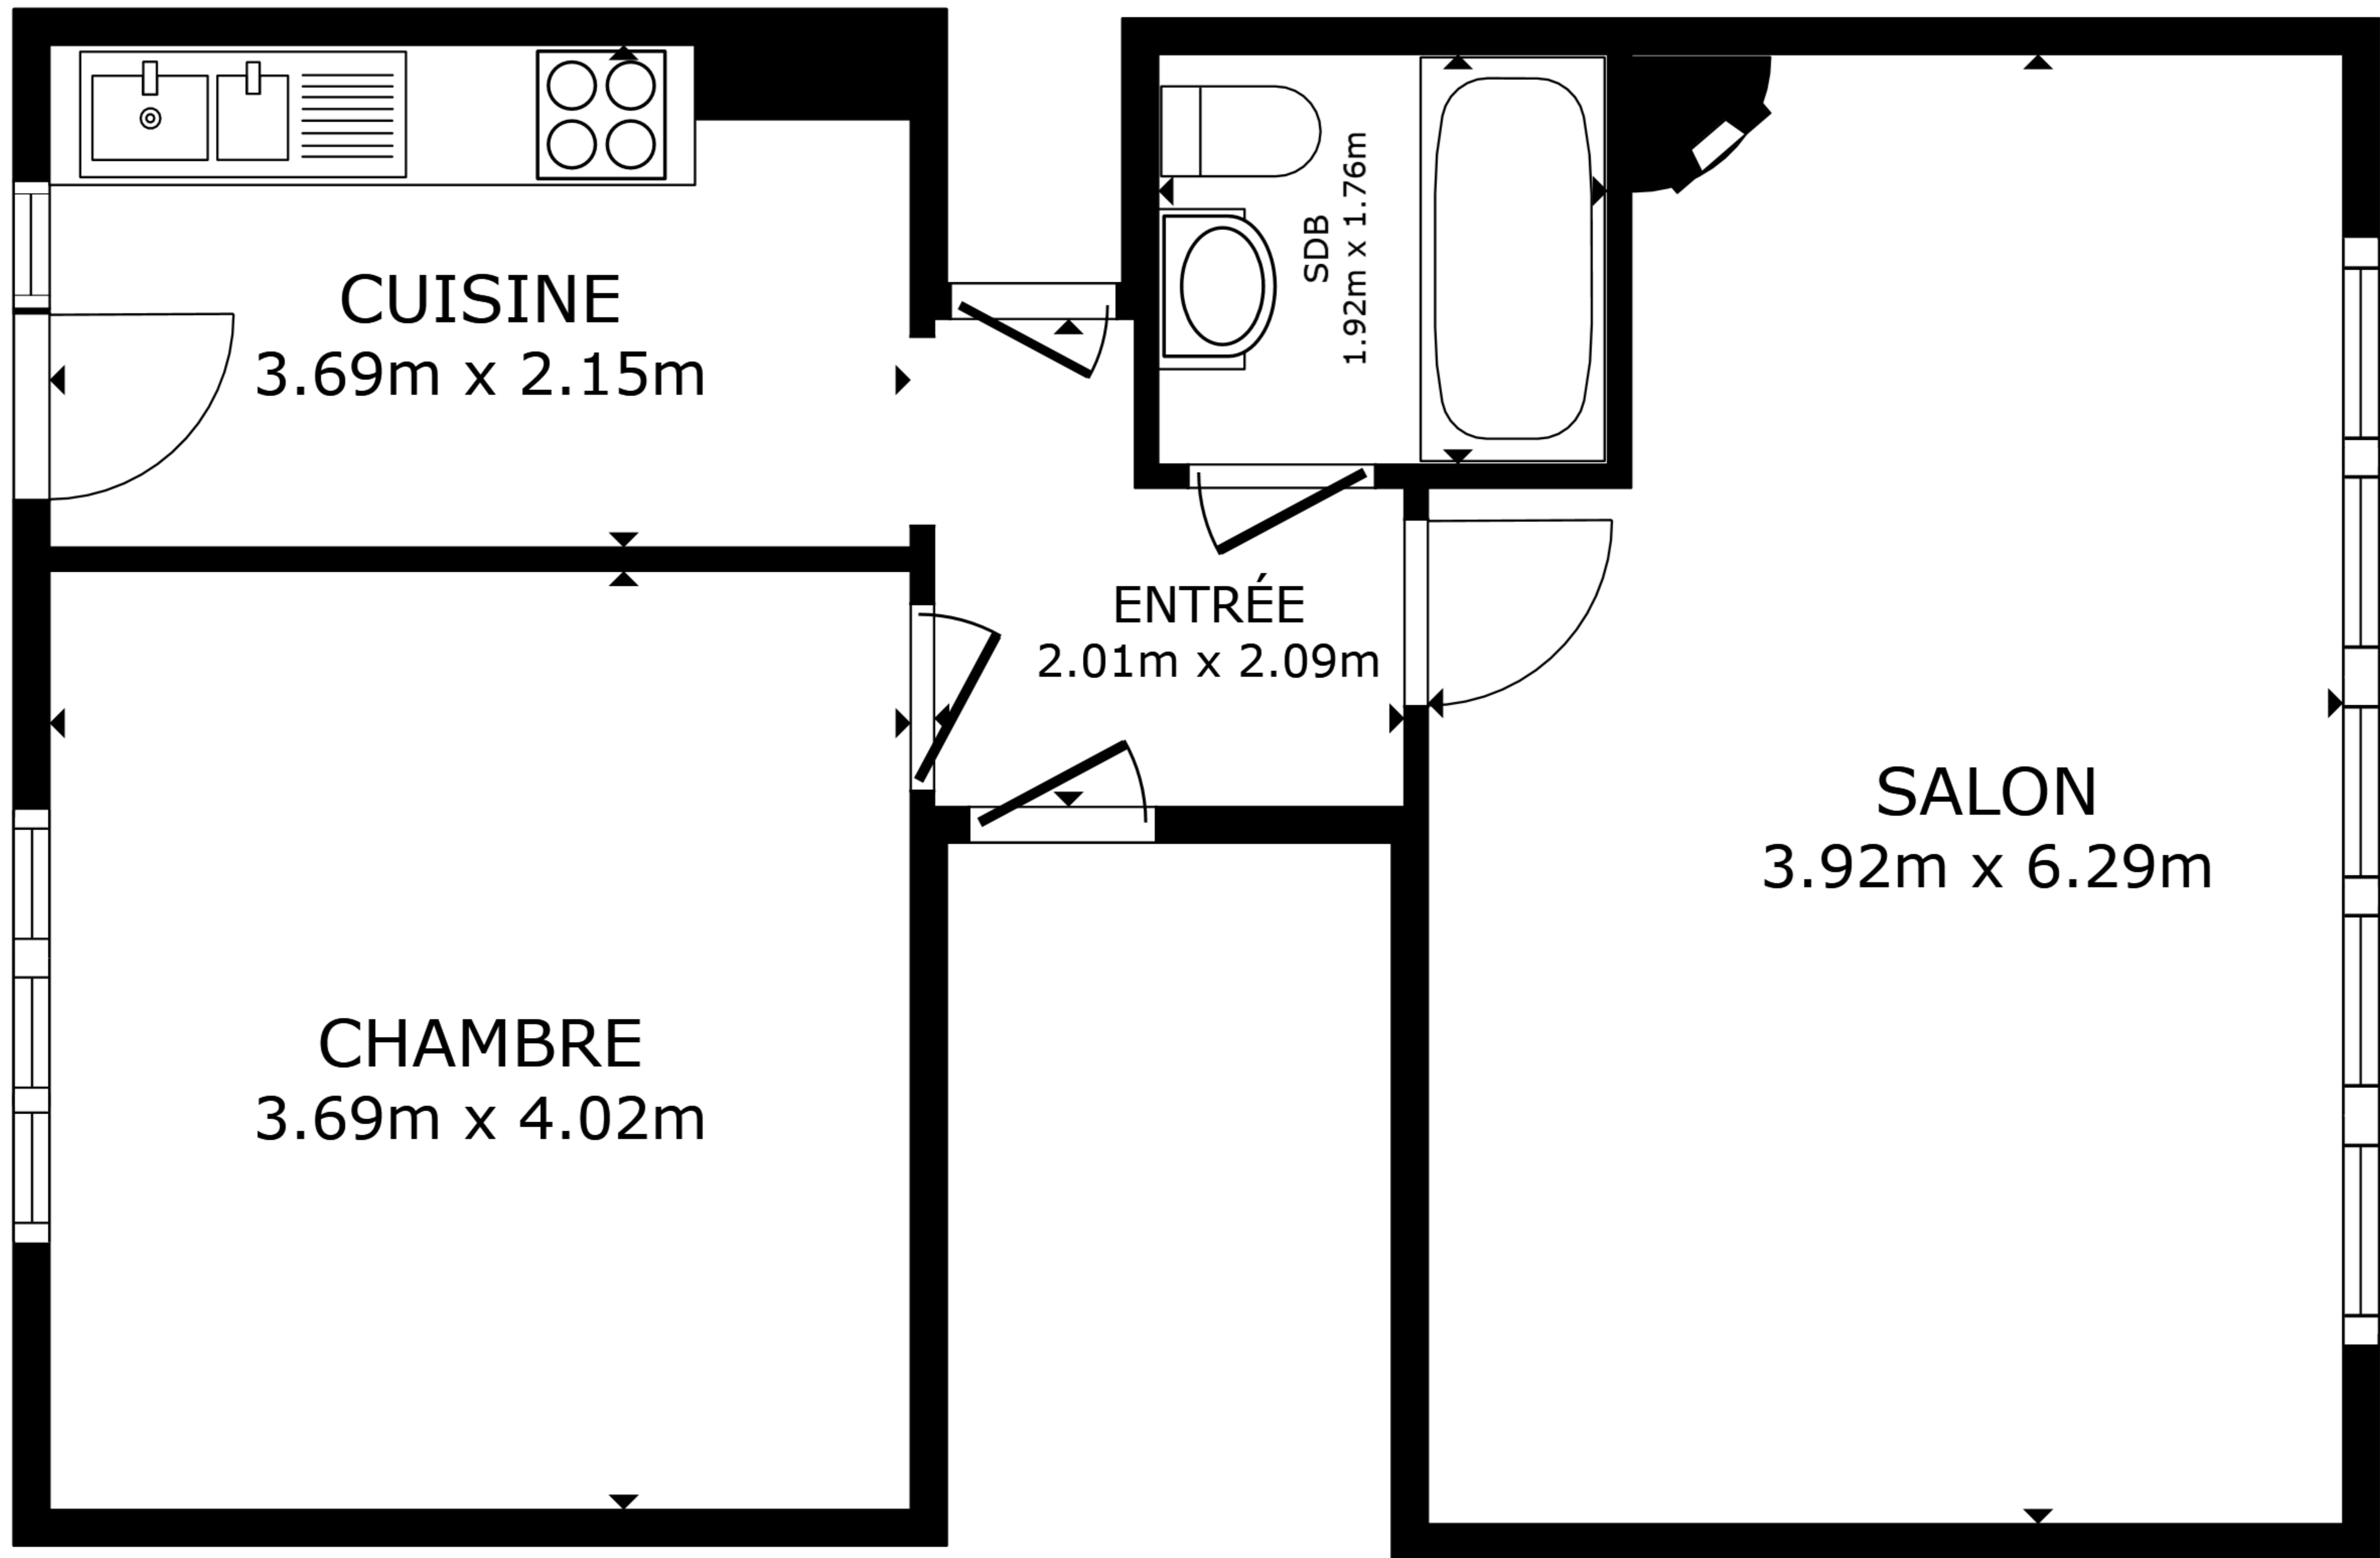 CUISINE
3.69m x 2.15m
SDB
1.92m x 1.76m
ENTRÉE
2.01m x 2.09m
SALON
3.92m x 6.29m
CHAMBRE
3.69m x 4.02m